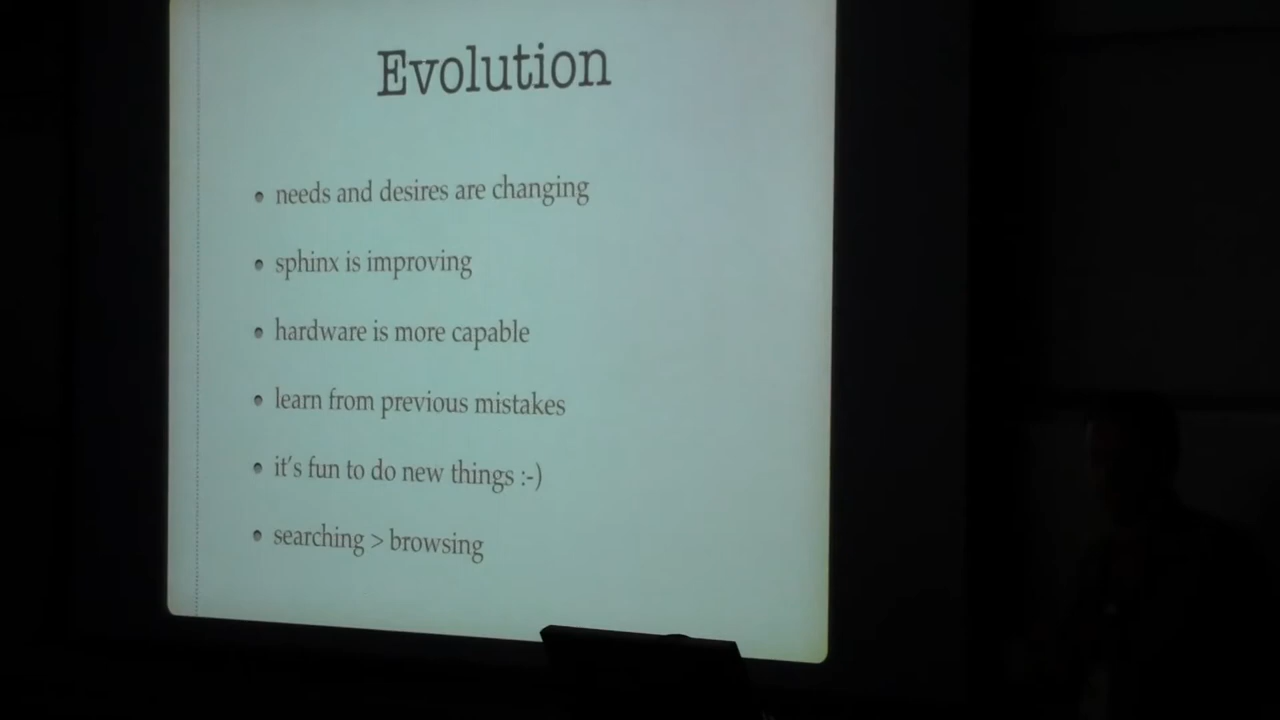 Evolution
• needs and desires are changing
• sphinx is improving
• hardware is more capable
• learn from previous mistakes
• it's fun to do new things :-)
• searching > browsing